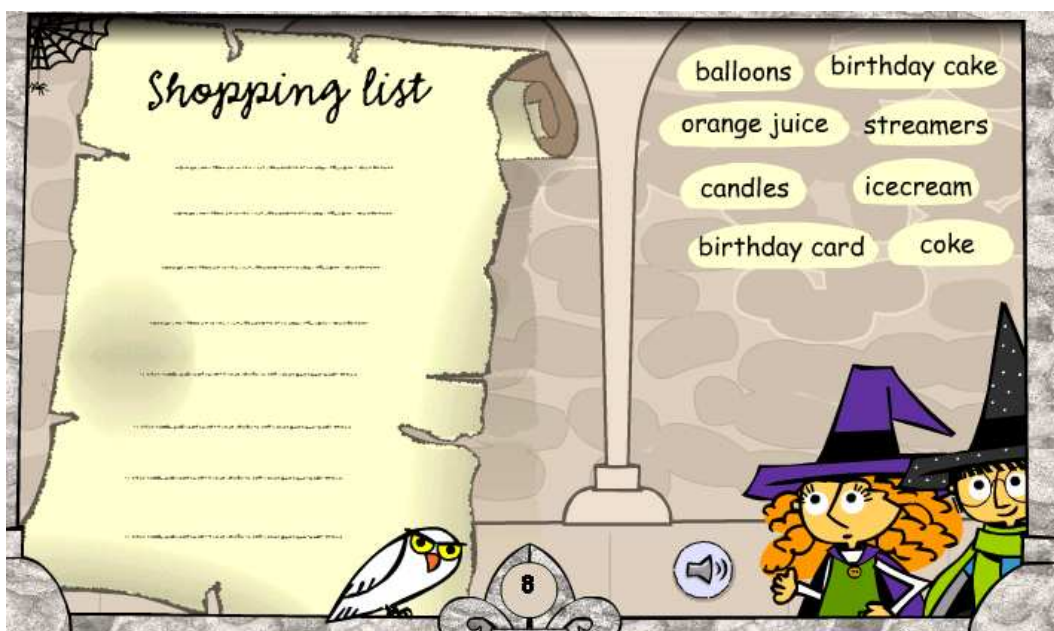 Shopping list
balloons birthday cake
orange juice streamers
candles icecream
birthday card coke
8